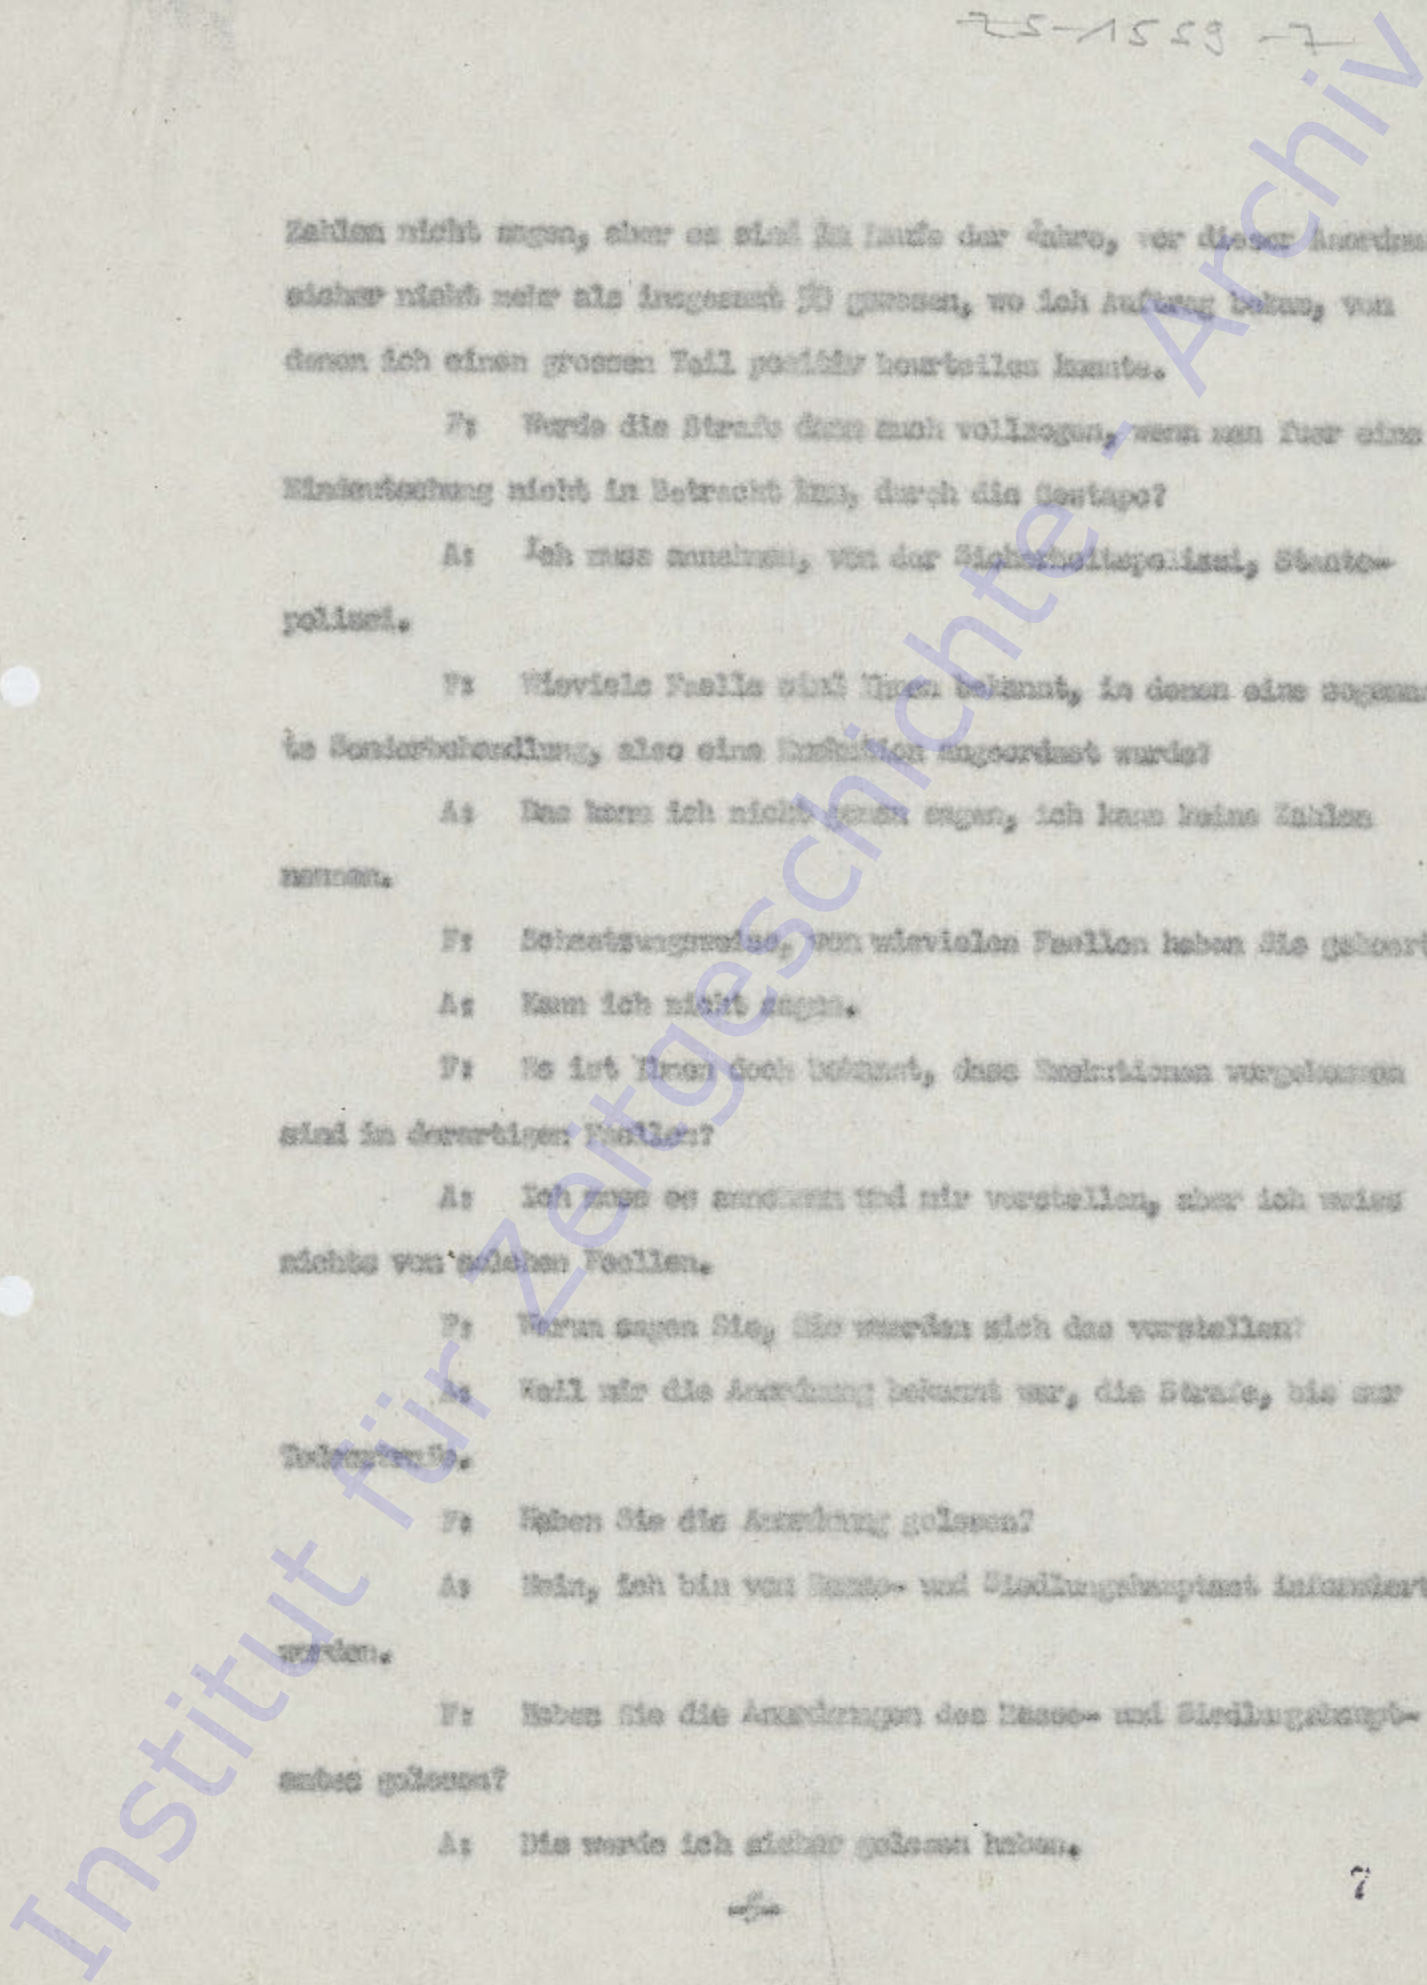 ZS-1559 -7
Zahlen nicht sagen, aber es sind im Laufe der Jahre, vor dieser
sicher nicht mehr als insgesamt 50 gewesen, wo ich Auftrag bekam, von
denen ich einen grossen Teil positiv beurteilen konnte.
F: Wurde die Strafe dann auch vollzogen, wenn man fuer eine
Eindeutschung nicht in Betracht kam, durch die Gestapo?
A: Ich muss annehmen, von der Sicherheitspolizei, Staats-
polizei.
F: Wieviele Faelle sind Ihnen bekannt, in denen eine
te Sonderbehandlung, also eine Exekution angeordnet wurde?
A: Das kann ich nicht genau sagen, ich kann keine Zahlen
nennen.
F: Schaetzungsweise, von wievielen Faellen haben Sie gehoert
A: Kann ich nicht sagen.
F: Es ist Ihnen doch bekannt, dass Exekutionen vorgekommen
sind in derartigen Faellen?
A: Ich muss es annehmen und mir vorstellen, aber ich weiss
nichts von solchen Faellen.
F: Warum sagen Sie, Sie wuerden sich das vorstellen?
A: Weil mir die Anordnung bekannt war, die Strafe, bis zur
Todesstrafe.
F: Haben Sie die Anordnung gelesen?
A: Nein, ich bin vom Rasse- und Siedlungshauptamt informiert
worden.
F: Haben Sie die Anordnungen des Rasse- und Siedlungshaupt-
amtes gelesen?
A: Die werde ich sicher gelesen haben.
7
Institut für Zeitgeschichte - Archiv